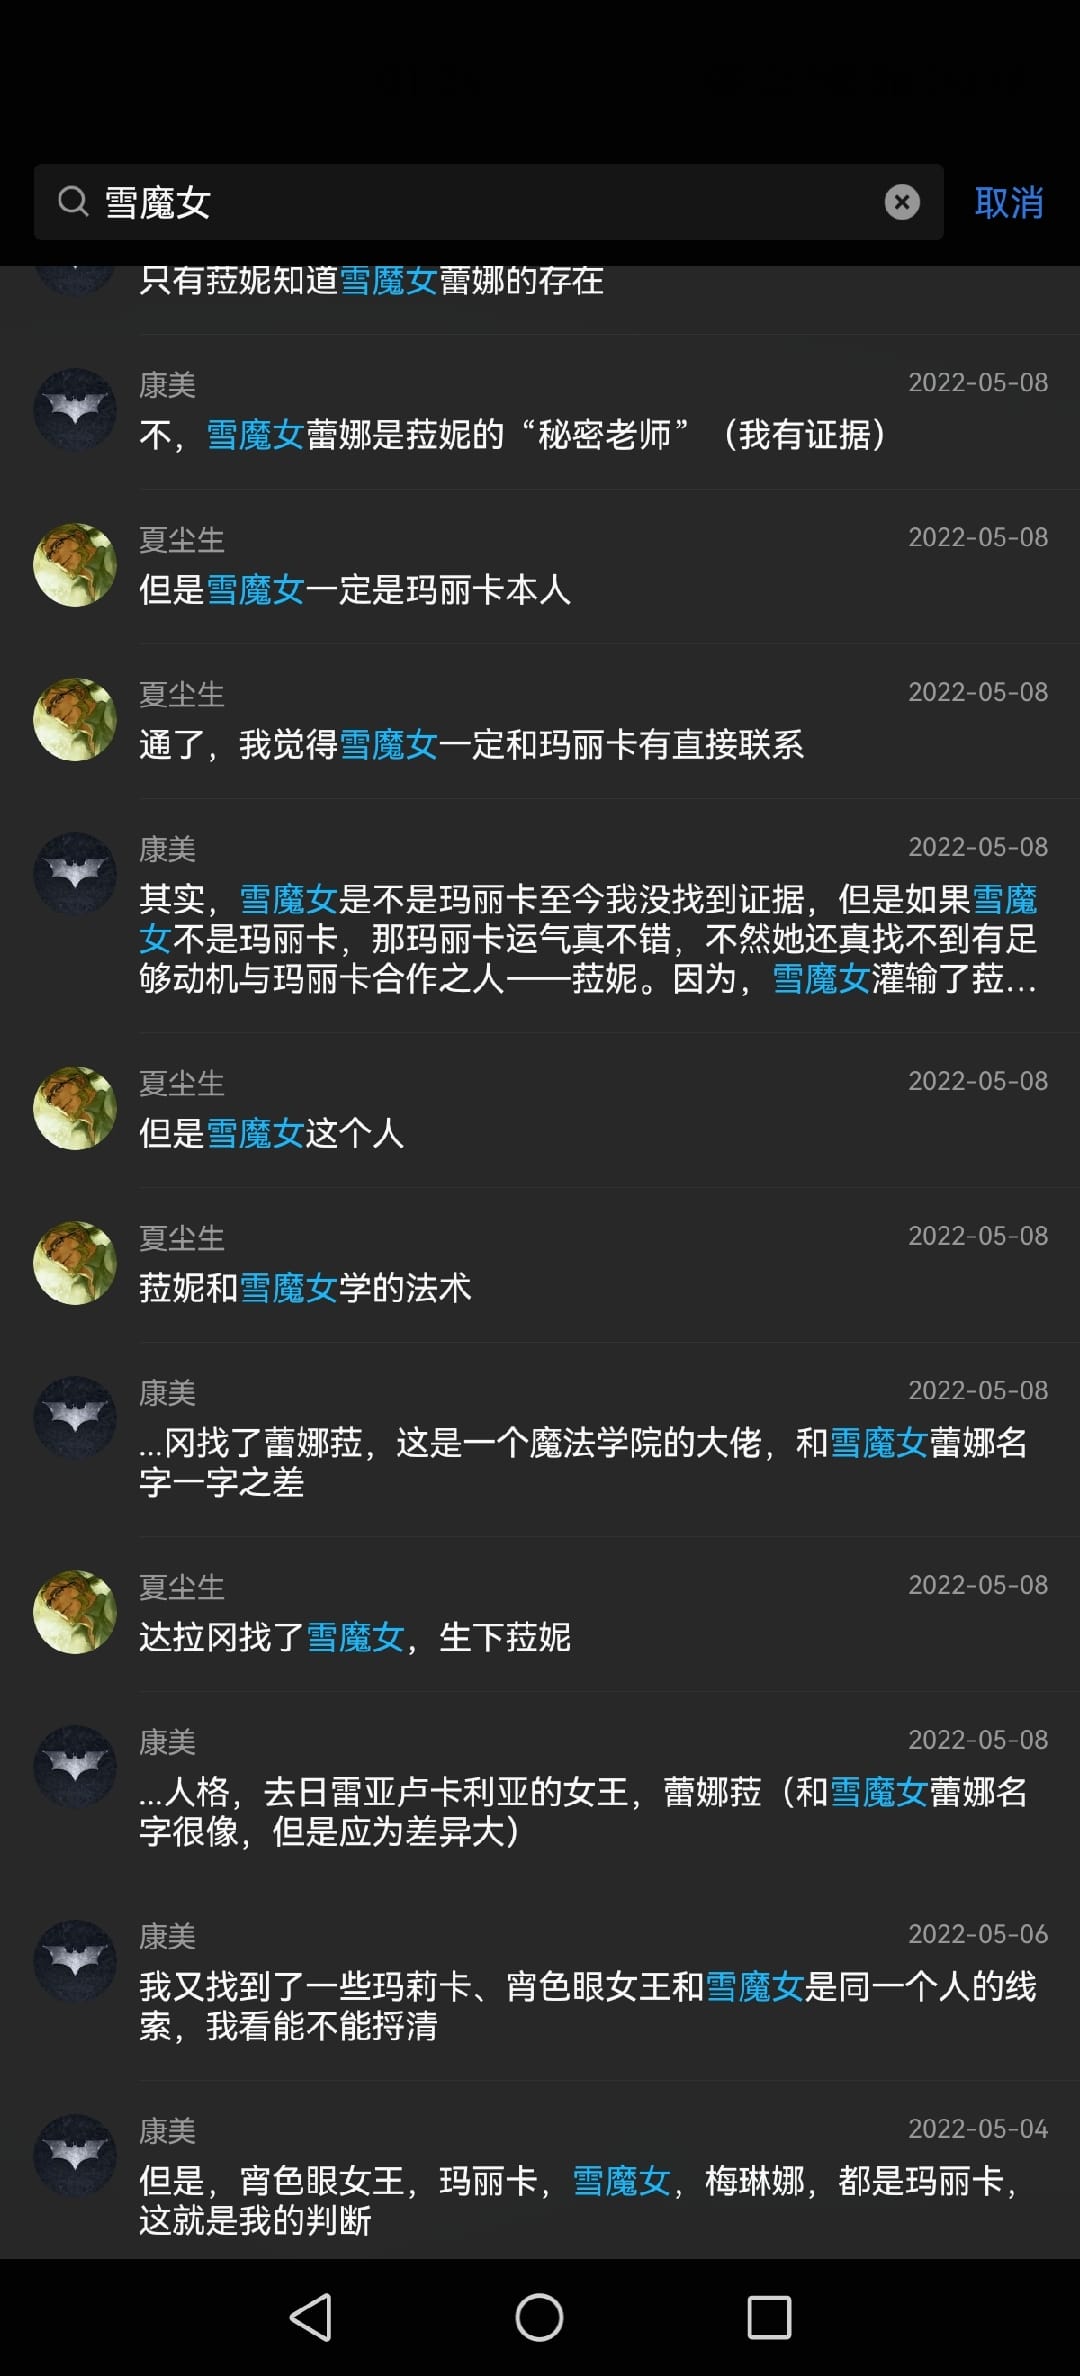 雪魔女
取消
只有菈妮知道雪魔女蕾娜的存在
康美
2022-05-08
不，雪魔女蕾娜是菈妮的“秘密老师”（我有证据）
夏尘生
2022-05-08
但是雪魔女一定是玛丽卡本人
夏尘生
2022-05-08
通了，我觉得雪魔女一定和玛丽卡有直接联系
康美
2022-05-08
其实，雪魔女是不是玛丽卡至今我没找到证据，但是如果雪魔
女不是玛丽卡，那玛丽卡运气真不错，不然她还真找不到有足
够动机与玛丽卡合作之人——菈妮。因为，雪魔女灌输了菈...
夏尘生
2022-05-08
但是雪魔女这个人
夏尘生
2022-05-08
菈妮和雪魔女学的法术
康美
2022-05-08
...冈找了蕾娜菈，这是一个魔法学院的大佬，和雪魔女蕾娜名
字一字之差
夏尘生
2022-05-08
达拉冈找了雪魔女，生下菈妮
康美
2022-05-08
...人格，去日雷亚卢卡利亚的女王，蕾娜菈（和雪魔女蕾娜名
字很像，但是应为差异大）
康美
2022-05-06
我又找到了一些玛莉卡、宵色眼女王和雪魔女是同一个人的线
索，我看能不能捋清
康美
2022-05-04
但是，宵色眼女王，玛丽卡，雪魔女，梅琳娜，都是玛丽卡，
这就是我的判断